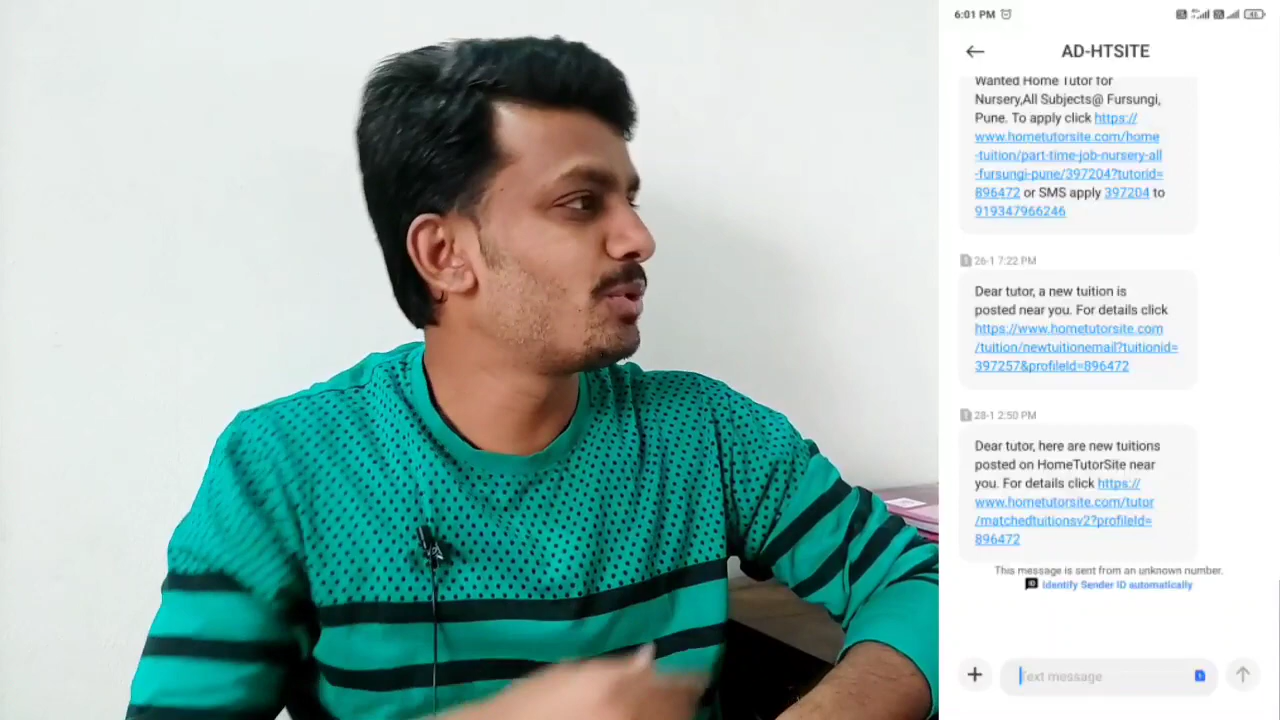 6:01 PM
AD-HTSITE
Wanted Home Tutor for
Nursery,All Subjects@ Fursungi,
Pune. To apply click https://
www.hometutorsite.com/home
-tuition/part-time-job-nursery-all
-fursungi-pune/397204?tutorid=
896472 or SMS apply 397204 to
919347966246
26-1 7:22 PM
Dear tutor, a new tuition is
posted near you. For details click
https://www.hometutorsite.com
/tuition/newtuitionemail?tuitionid=
397257&profileId=896472
28-1 2:50 PM
Dear tutor, here are new tuitions
posted on HomeTutorSite near
you. For details click https://
www.hometutorsite.com/tutor
/matchedtuitionsv2?profileId=
896472
This message is sent from an unknown number.
Identify Sender ID automatically
Text message